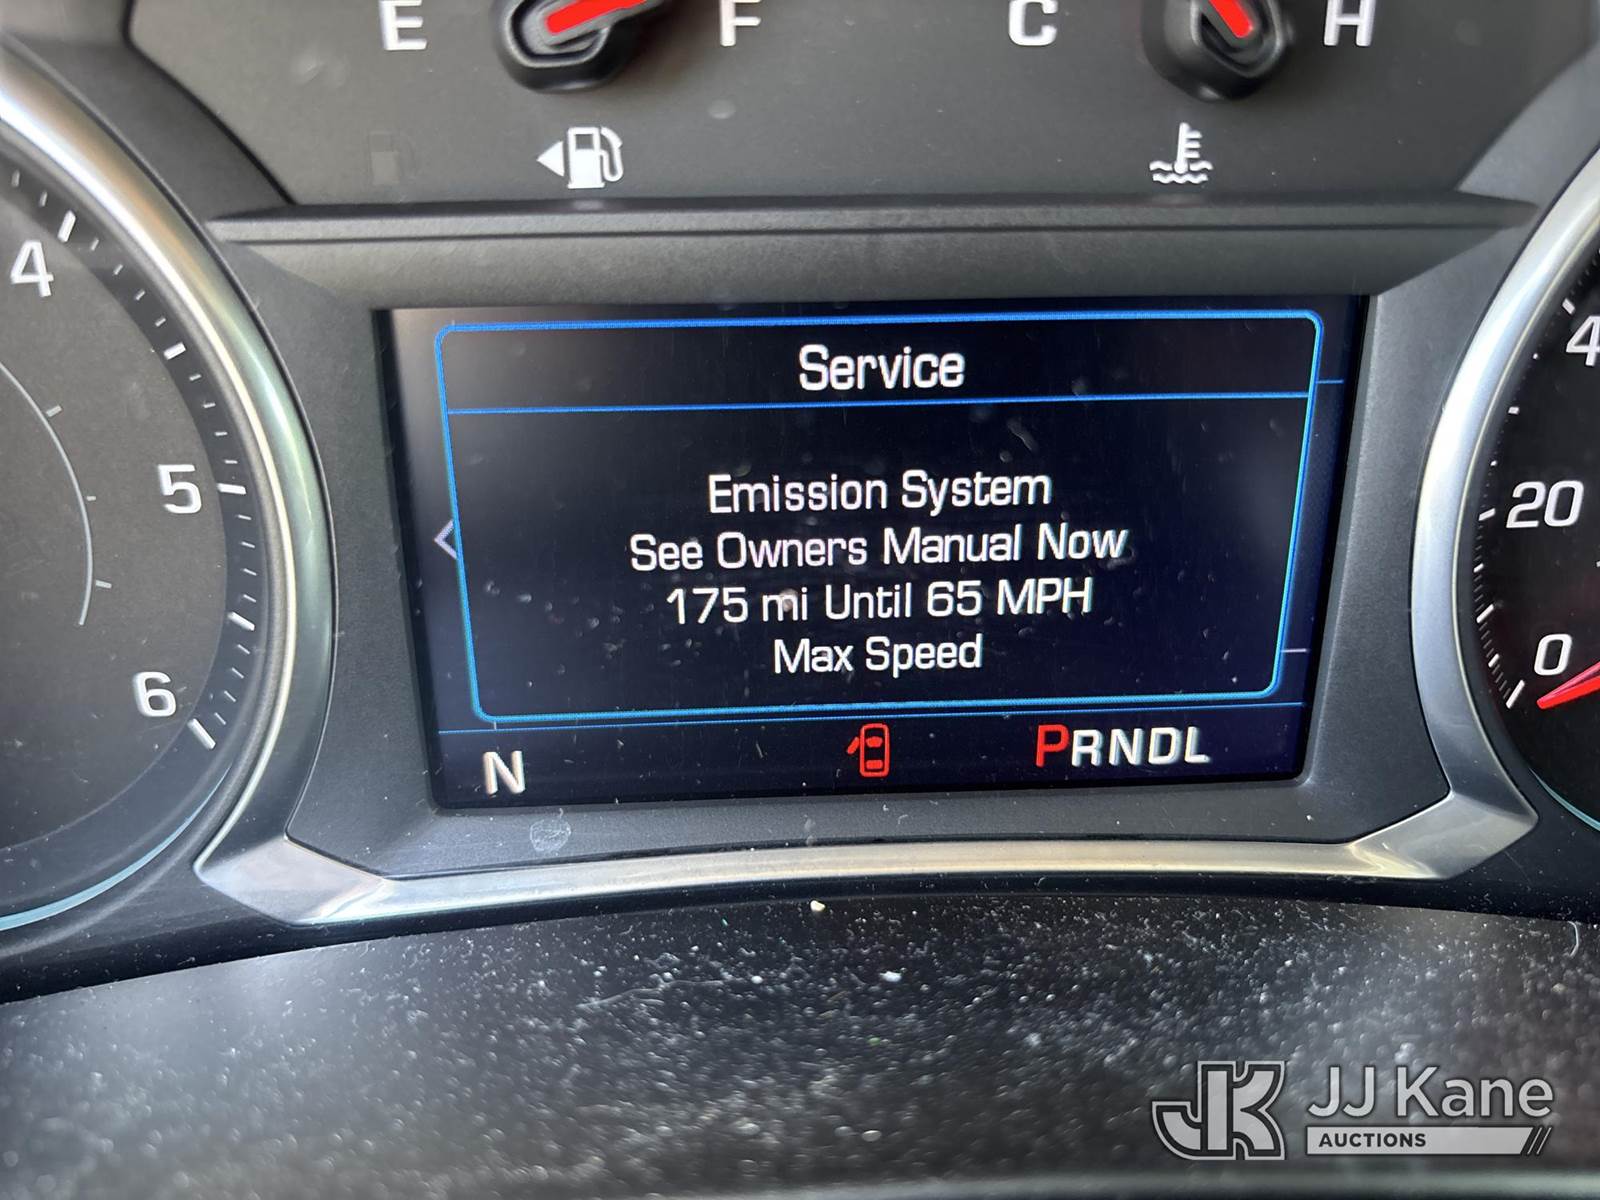 E F C H
4
5
6
4
20
0
Service
Emission System
See Owners Manual Now
175 mi Until 65 MPH
Max Speed
N PRNDL
JK JJ Kane
AUCTIONS